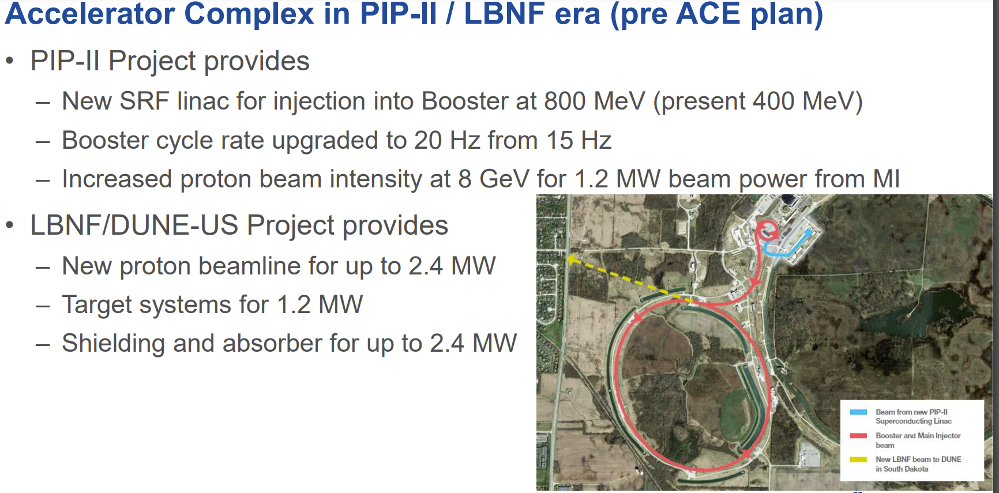 Accelerator Complex in PIP-II / LBNF era (pre ACE plan)
• PIP-II Project provides
– New SRF linac for injection into Booster at 800 MeV (present 400 MeV)
– Booster cycle rate upgraded to 20 Hz from 15 Hz
– Increased proton beam intensity at 8 GeV for 1.2 MW beam power from MI
• LBNF/DUNE-US Project provides
– New proton beamline for up to 2.4 MW
– Target systems for 1.2 MW
– Shielding and absorber for up to 2.4 MW
Beam from new PIP-II
Superconducting Linac
Booster and Main Injector
beam
New LBNF beam to DUNE
in South Dakota